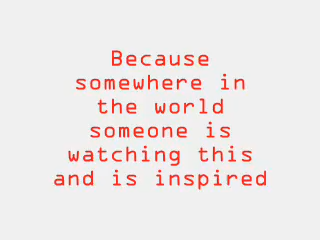 Because
somewhere in
the world
someone is
watching this
and is inspired